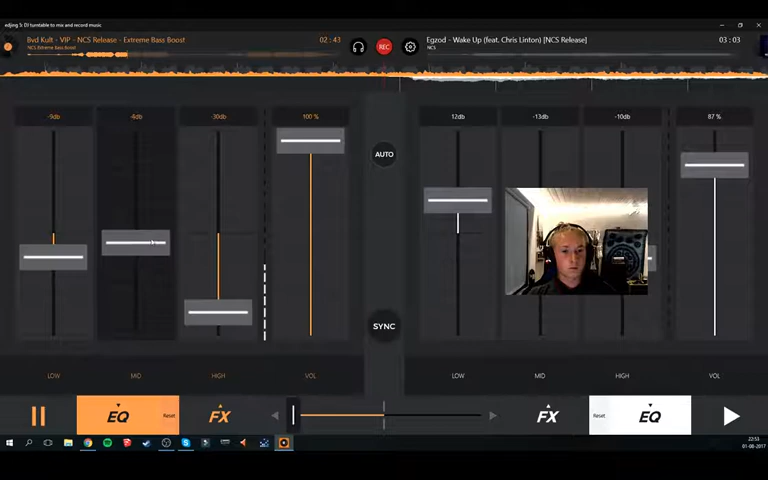 edjing 5: DJ turntable to mix and record music
Bvd Kult - VIP - NCS Release - Extreme Bass Boost
NCS Extreme Bass Boost
02 : 43
REC
Egzod - Wake Up (feat. Chris Linton) [NCS Release]
NCS
03 : 03
-9db
-6db
-30db
100 %
12db
-13db
-10db
87 %
AUTO
SYNC
LOW
MID
HIGH
VOL
LOW
MID
HIGH
VOL
EQ
Reset
FX
FX
Reset
EQ
22:53
01-08-2017